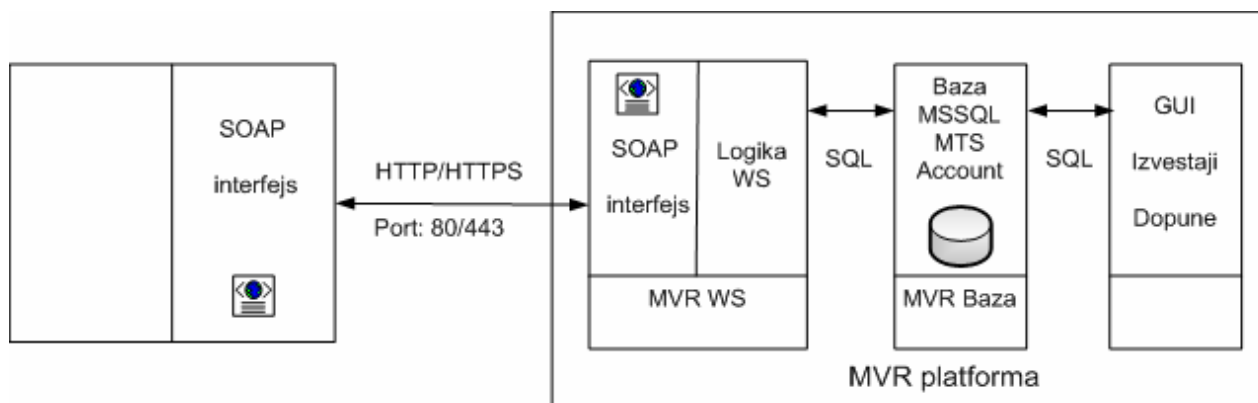 SOAP
interfejs
HTTP/HTTPS
Port: 80/443
SOAP
interfejs
Logika
WS
MVR WS
SQL
Baza
MSSQL
MTS
Account
MVR Baza
SQL
GUI
Izvestaji
Dopune
MVR platforma